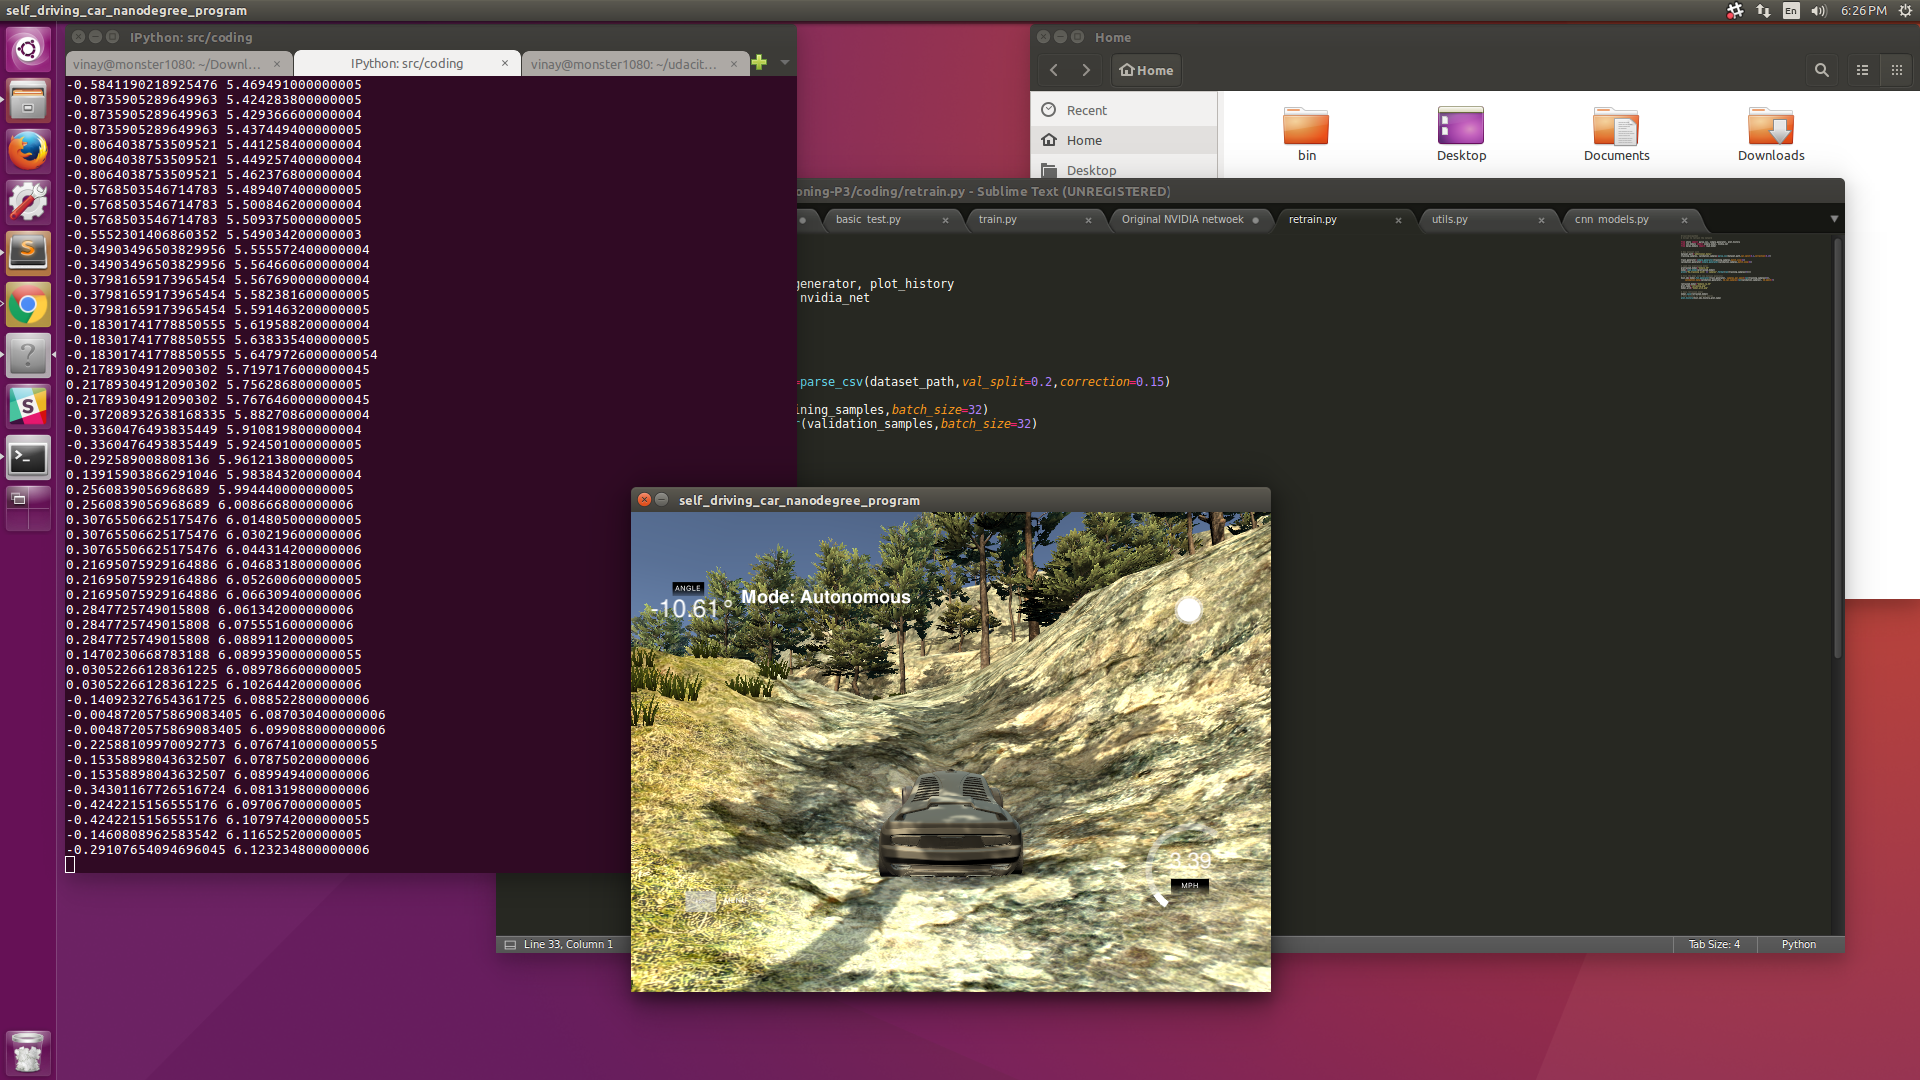 self_driving_car_nanodegree_program
En
6:26 PM
IPython: src/coding
vinay@monster1080: ~/Downl...
IPython: src/coding
vinay@monster1080: ~/udacit...
-0.5841190218925476 5.469491000000005
-0.8735905289649963 5.424283800000005
-0.8735905289649963 5.429366600000004
-0.8735905289649963 5.437449400000005
-0.8064038753509521 5.441258400000004
-0.8064038753509521 5.449257400000004
-0.8064038753509521 5.462376800000004
-0.5768503546714783 5.489407400000005
-0.5768503546714783 5.500846200000004
-0.5768503546714783 5.509375000000005
-0.5552301406860352 5.549034200000003
-0.34903496503829956 5.555572400000004
-0.34903496503829956 5.564660600000004
-0.3798165917396545​4 5.567690000000004
-0.37981659173965454 5.582381600000005
-0.37981659173965454 5.591463200000005
-0.18301741778850555 5.619588200000004
-0.18301741778850555 5.638335400000005
-0.18301741778850555 5.6479726000000054
0.21789304912090302 5.7197176000000045
0.21789304912090302 5.756286800000005
0.21789304912090302 5.7676460000000045
-0.37208932638168335 5.882708600000004
-0.3360476493835449 5.910819800000004
-0.3360476493835449 5.924501000000005
-0.292589008808136 5.961213800000005
0.13915903866291046 5.983843200000004
0.2560839056968689 5.994440000000005
0.2560839056968689 6.008666800000006
0.30765506625175476 6.014805000000005
0.30765506625175476 6.030219600000006
0.30765506625175476 6.044314200000006
0.21695075929164886 6.046831800000006
0.21695075929164886 6.052600600000005
0.21695075929164886 6.066309400000006
0.2847725749015808 6.061342000000006
0.2847725749015808 6.075551600000006
0.2847725749015808 6.088911200000005
0.1470230668783188 6.0899390000000055
0.03052266128361225 6.089786600000005
0.03052266128361225 6.102644200000006
-0.14092327654361725 6.088522800000006
-0.0048720575869083405 6.087030400000006
-0.0048720575869083405 6.099088000000006
-0.22588109970092773 6.0767410000000055
-0.15358898043632507 6.078750200000006
-0.15358898043632507 6.089949400000006
-0.34301167726516724 6.081319800000006
-0.4242215156555176 6.097067000000005
-0.4242215156555176 6.1079742000000055
-0.1460808962583542 6.116525200000005
-0.29107654094696045 6.123234800000006
Home
Home
Recent
Home
Desktop
bin
Desktop
Documents
Downloads
oning-P3/coding/retrain.py - Sublime Text (UNREGISTERED)
basic_test.py
train.py
Original NVIDIA netwoek
retrain.py
utils.py
cnn_models.py
generator, plot_history
nvidia_net
=parse_csv(dataset_path,val_split=0.2,correction=0.15)
ining_samples,batch_size=32)
r(validation_samples,batch_size=32)
self_driving_car_nanodegree_program
ANGLE
-10.61°
Mode: Autonomous
3.39
MPH
Line 33, Column 1
Tab Size: 4
Python